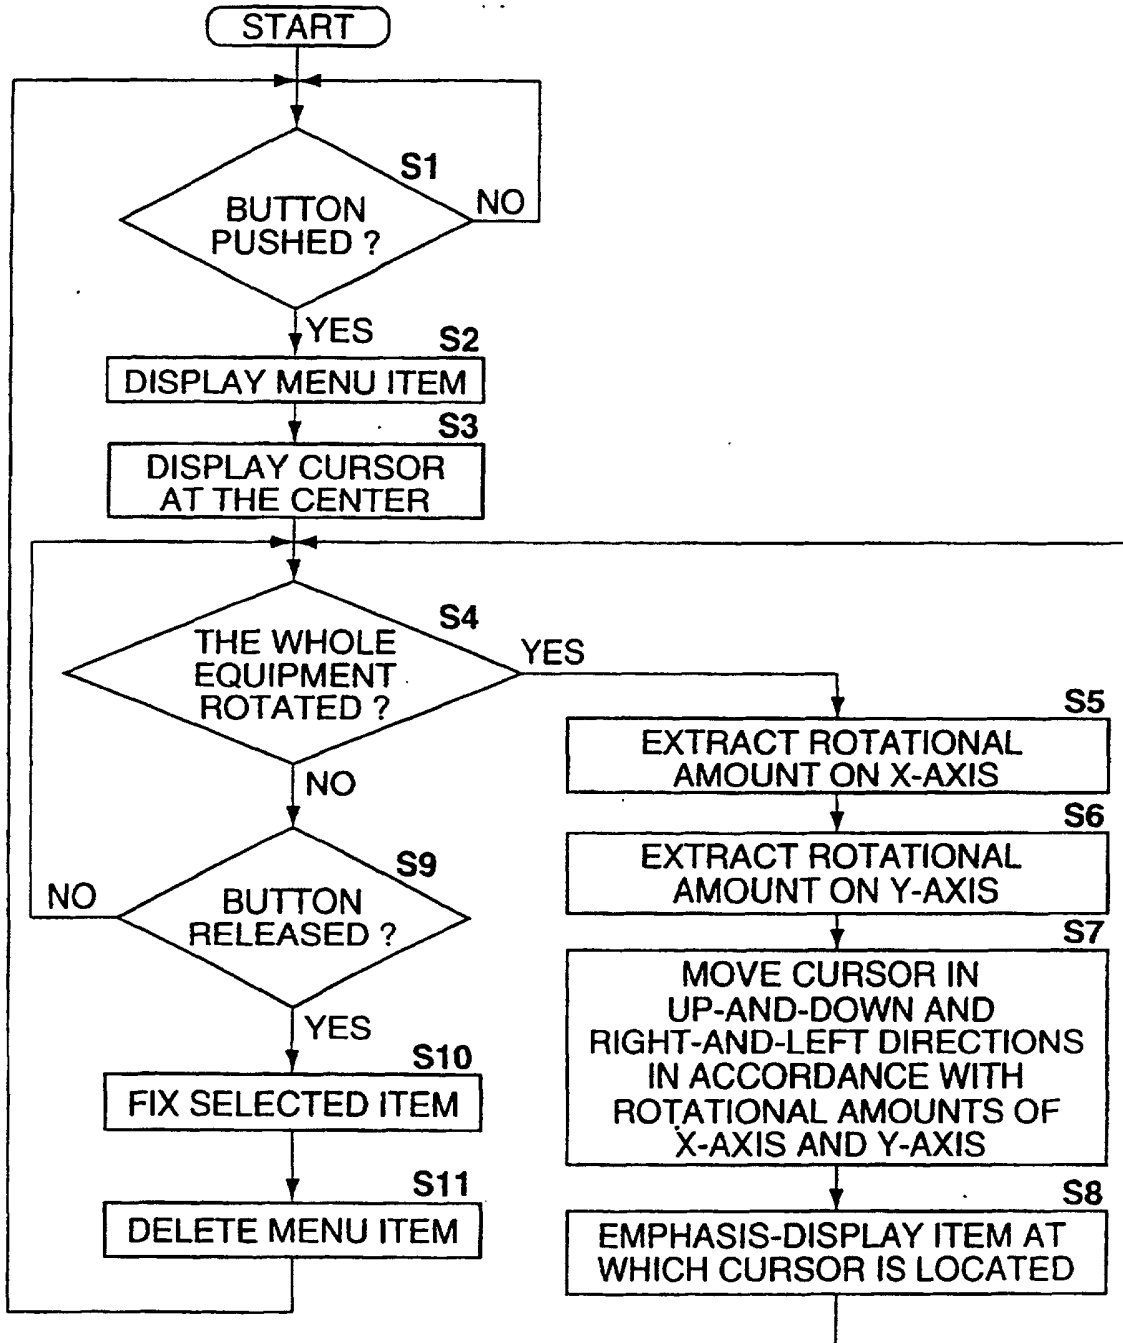 START
S1
BUTTON
PUSHED ?
NO
YES
S2
DISPLAY MENU ITEM
S3
DISPLAY CURSOR
AT THE CENTER
S4
THE WHOLE
EQUIPMENT
ROTATED ?
YES
NO
S5
EXTRACT ROTATIONAL
AMOUNT ON X-AXIS
S6
EXTRACT ROTATIONAL
AMOUNT ON Y-AXIS
S7
MOVE CURSOR IN
UP-AND-DOWN AND
RIGHT-AND-LEFT DIRECTIONS
IN ACCORDANCE WITH
ROTATIONAL AMOUNTS OF
X-AXIS AND Y-AXIS
S8
EMPHASIS-DISPLAY ITEM AT
WHICH CURSOR IS LOCATED
S9
BUTTON
RELEASED ?
NO
YES
S10
FIX SELECTED ITEM
S11
DELETE MENU ITEM